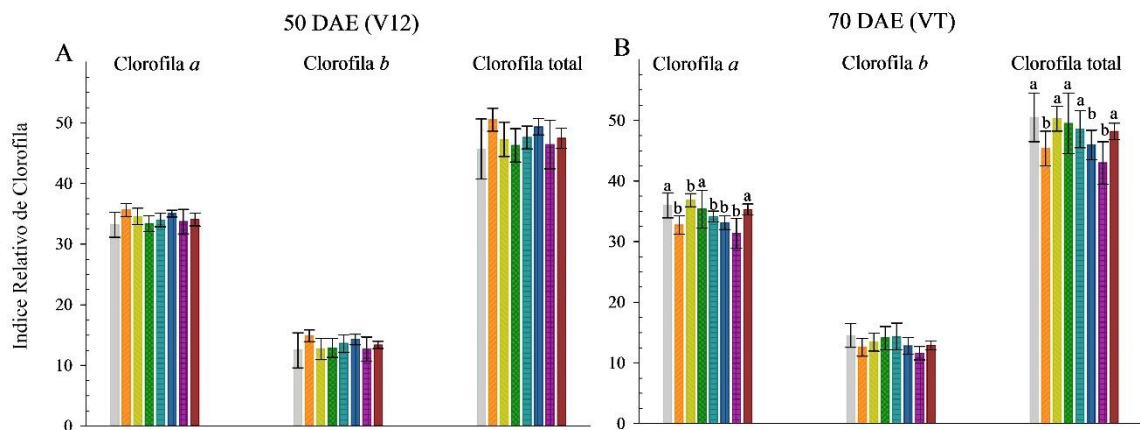 50 DAE (V12)
70 DAE (VT)
A
Clorofila a
Clorofila b
Clorofila total
B
Clorofila a
Clorofila b
Clorofila total
Indice Relativo de Clorofila
50
40
30
20
10
0
50
40
30
20
10
0
a b b a b b b a
a b a a a b b a